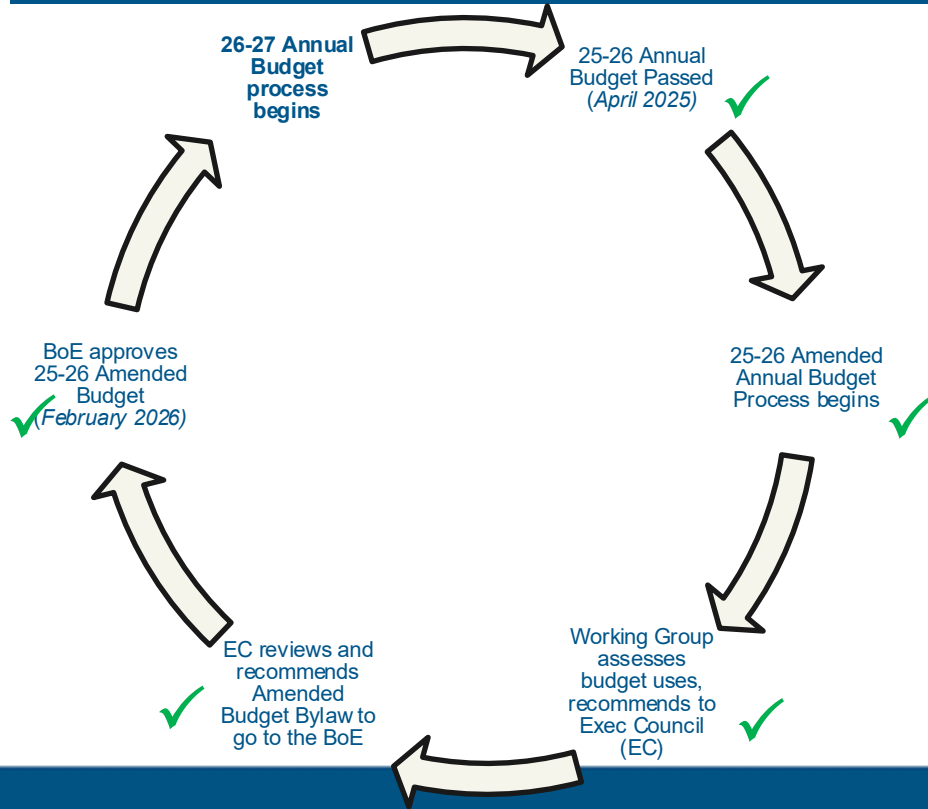 26-27 Annual
Budget
process
begins
25-26 Annual
Budget Passed
(April 2025)
25-26 Amended
Annual Budget
Process begins
Working Group
assesses
budget uses,
recommends to
Exec Council
(EC)
EC reviews and
recommends
Amended
Budget Bylaw to
go to the BoE
BoE approves
25-26 Amended
Budget
(February 2026)